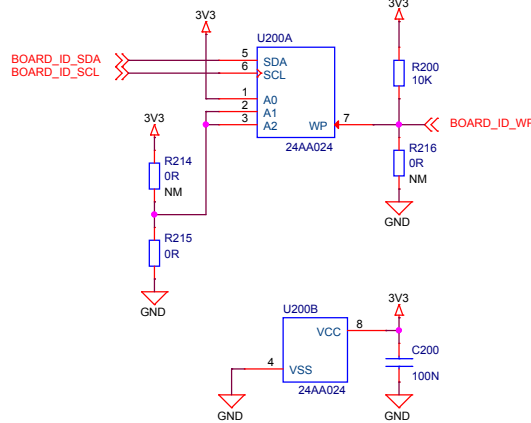 3V3
3V3
U200A
BOARD_ID_SDA
BOARD_ID_SCL
5
SDA
6
SCL
R200
10K
1
A0
2
A1
3
A2
WP
7
BOARD_ID_WP
24AA024
3V3
R214
0R
NM
R216
0R
NM
GND
R215
0R
GND
U200B
3V3
VCC
8
4
VSS
C200
100N
24AA024
GND
GND